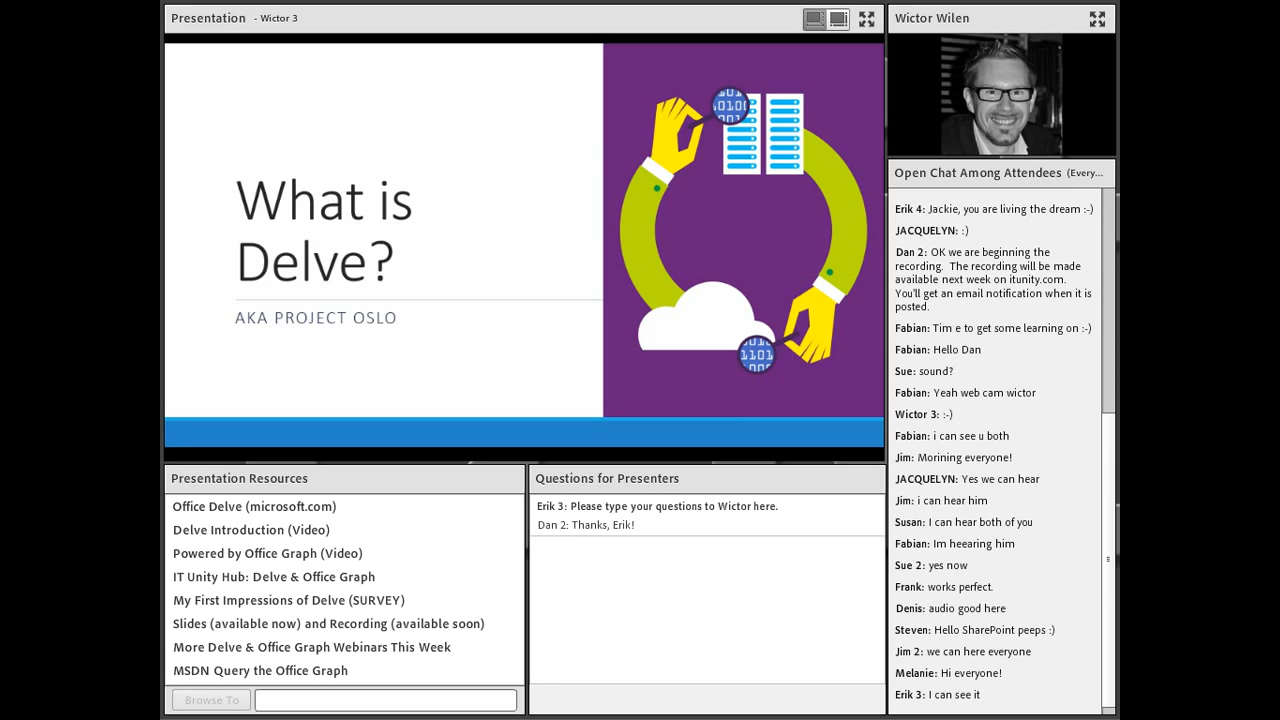 Presentation - Wictor 3
What is
Delve?
AKA PROJECT OSLO
Presentation Resources
Office Delve (microsoft.com)
Delve Introduction (Video)
Powered by Office Graph (Video)
IT Unity Hub: Delve & Office Graph
My First Impressions of Delve (SURVEY)
Slides (available now) and Recording (available soon)
More Delve & Office Graph Webinars This Week
MSDN Query the Office Graph
Browse To
Questions for Presenters
Erik 3: Please type your questions to Wictor here.
Dan 2: Thanks, Erik!
Wictor Wilen
Open Chat Among Attendees (Every...
Erik 4: Jackie, you are living the dream :-)
JACQUELYN: :)
Dan 2: OK we are beginning the
recording. The recording will be made
available next week on itunity.com.
You'll get an email notification when it is
posted.
Fabian: Tim e to get some learning on :-)
Fabian: Hello Dan
Sue: sound?
Fabian: Yeah web cam wictor
Wictor 3: :-)
Fabian: i can see u both
Jim: Morining everyone!
JACQUELYN: Yes we can hear
Jim: i can hear him
Susan: I can hear both of you
Fabian: Im heearing him
Sue 2: yes now
Frank: works perfect.
Denis: audio good here
Steven: Hello SharePoint peeps :)
Jim 2: we can here everyone
Melanie: Hi everyone!
Erik 3: I can see it